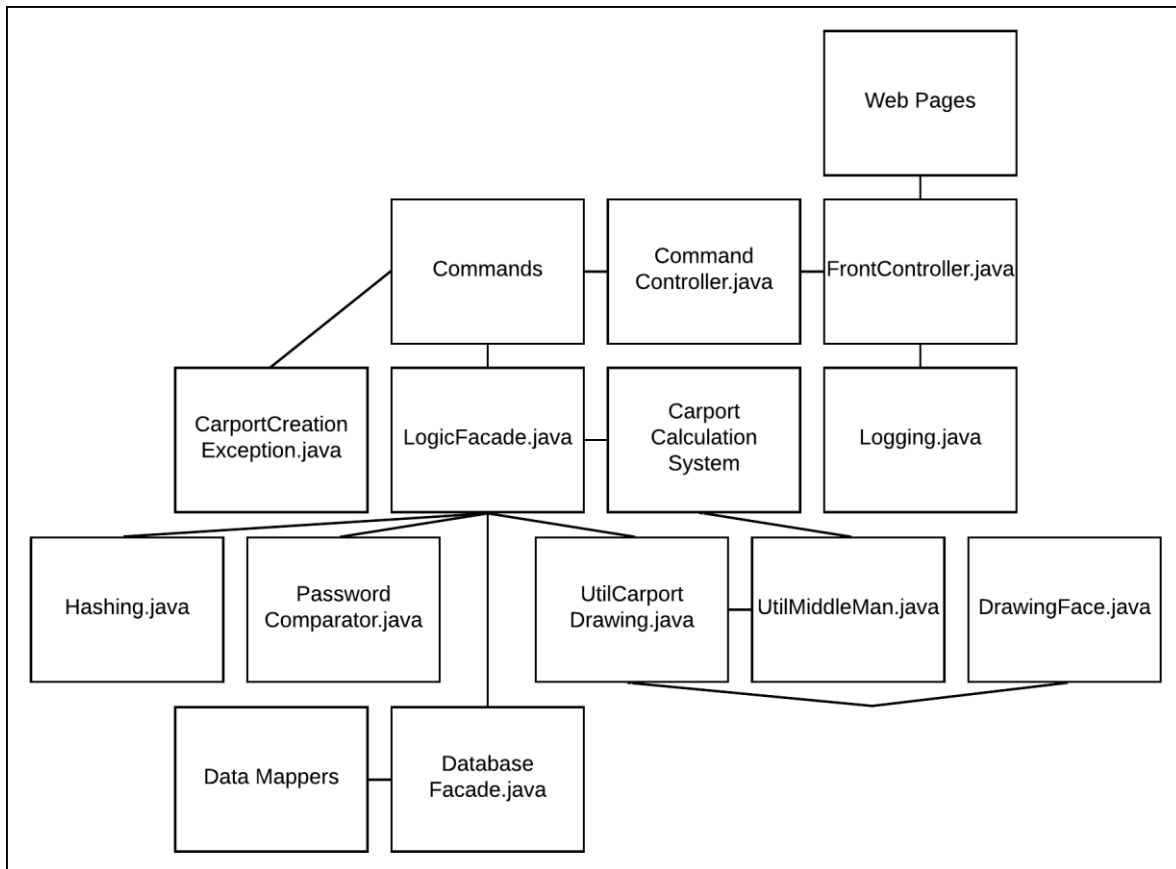 Web Pages
Commands
Command
Controller.java
FrontController.java
CarportCreation
Exception.java
LogicFacade.java
Carport
Calculation
System
Logging.java
Hashing.java
Password
Comparator.java
UtilCarport
Drawing.java
UtilMiddleMan.java
DrawingFace.java
Data Mappers
Database
Facade.java